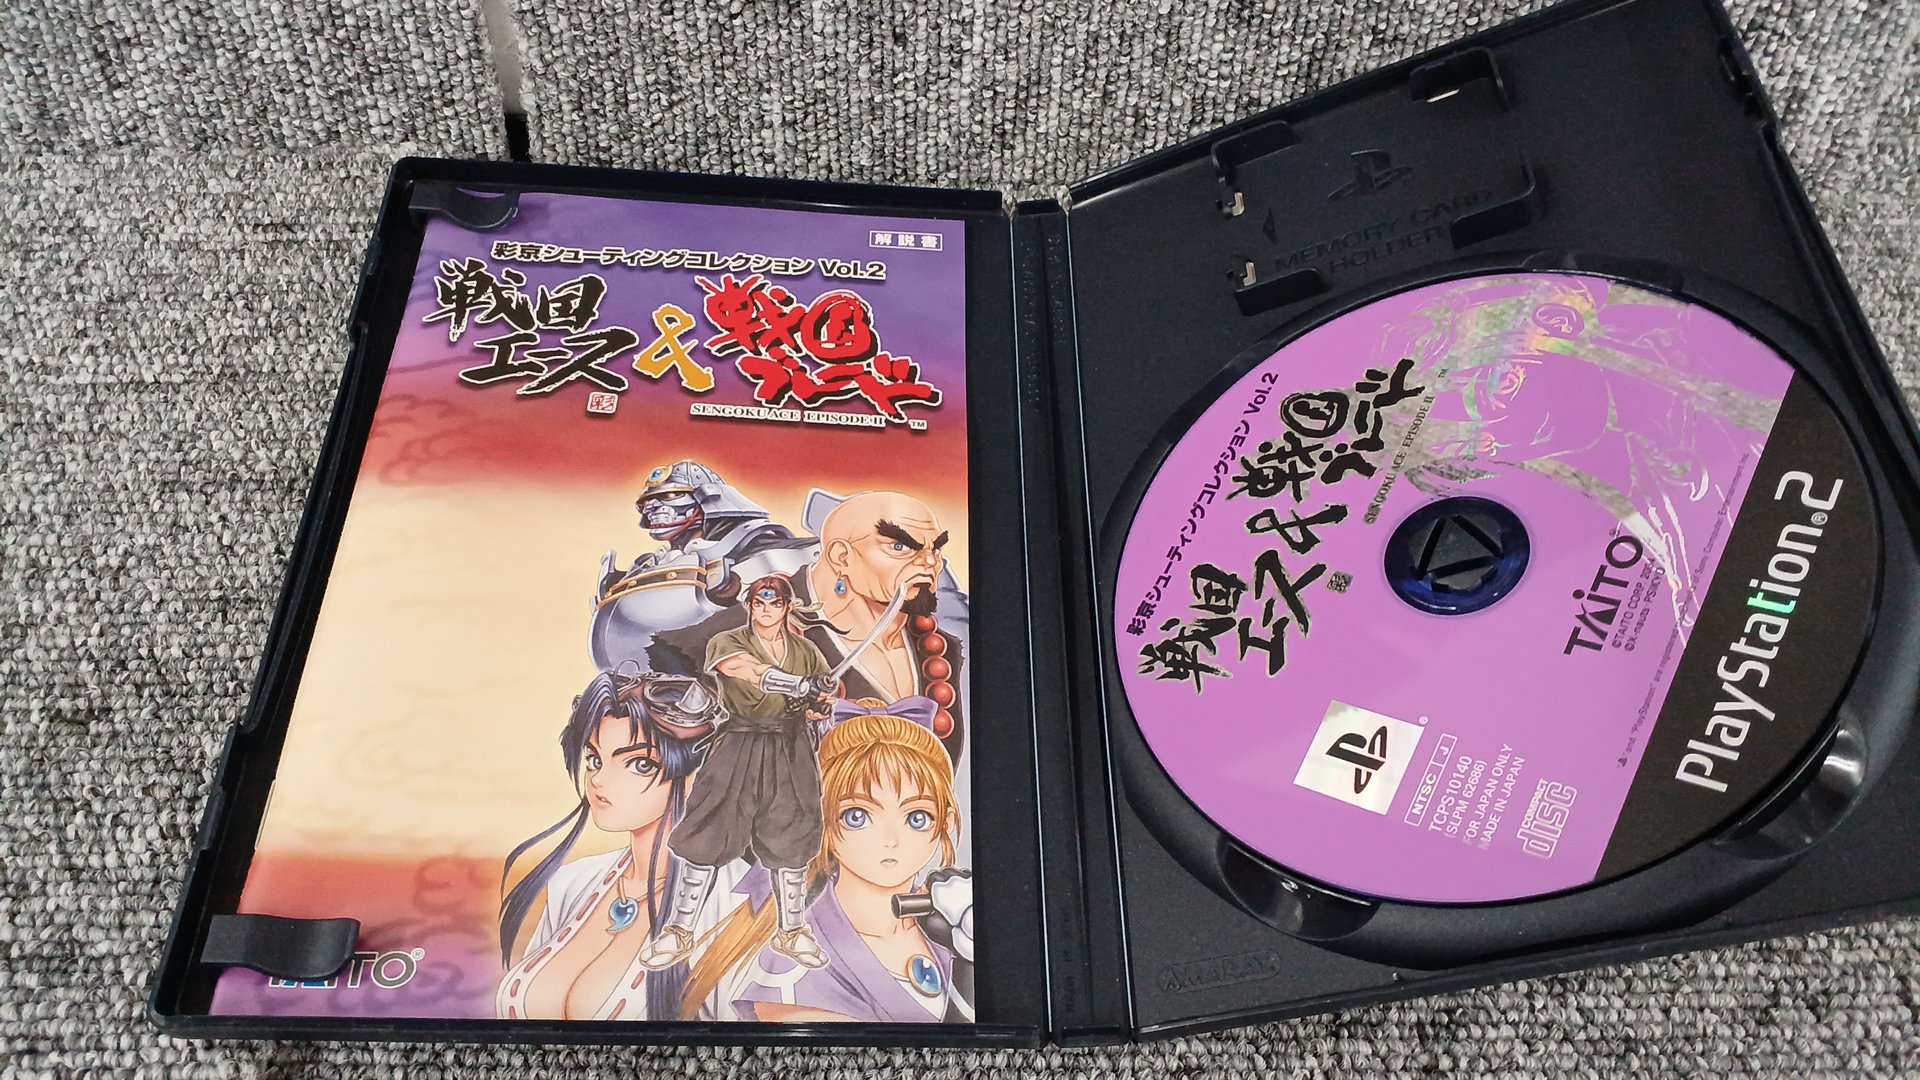 解説書
彩京シューティングコレクション Vol.2
戦国
エース
&
戦国
ブレード
彩
SENGOKU ACE EPISODE II
TM
TAITO®
MEMORY CARD
HOLDER
彩京シューティングコレクション Vol.2
戦国
エース
&
戦国
ブレード
SENGOKU ACE EPISODE II
彩
TAITO
©TAITO CORP.
PlayStation®2
NTSC J
TCPS10140
(SLPM 62686)
FOR JAPAN ONLY
MADE IN JAPAN
COMPACT
disc
AMARAY